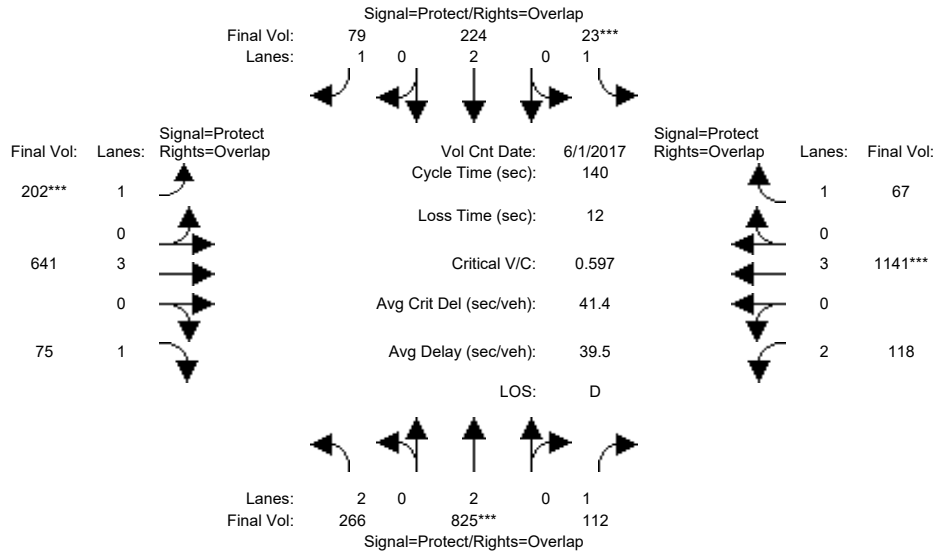 Signal=Protect/Rights=Overlap
Final Vol: 79 224 23***
Lanes: 1 0 2 0 1
Signal=Protect
Final Vol: Lanes: Rights=Overlap
Vol Cnt Date: 6/1/2017
Signal=Protect
Rights=Overlap Lanes: Final Vol:
Cycle Time (sec): 140
202*** 1
1 67
Loss Time (sec): 12
0
0
641 3
Critical V/C: 0.597
3 1141***
0
Avg Crit Del (sec/veh): 41.4
0
75 1
Avg Delay (sec/veh): 39.5
2 118
LOS: D
Lanes: 2 0 2 0 1
Final Vol: 266 825*** 112
Signal=Protect/Rights=Overlap